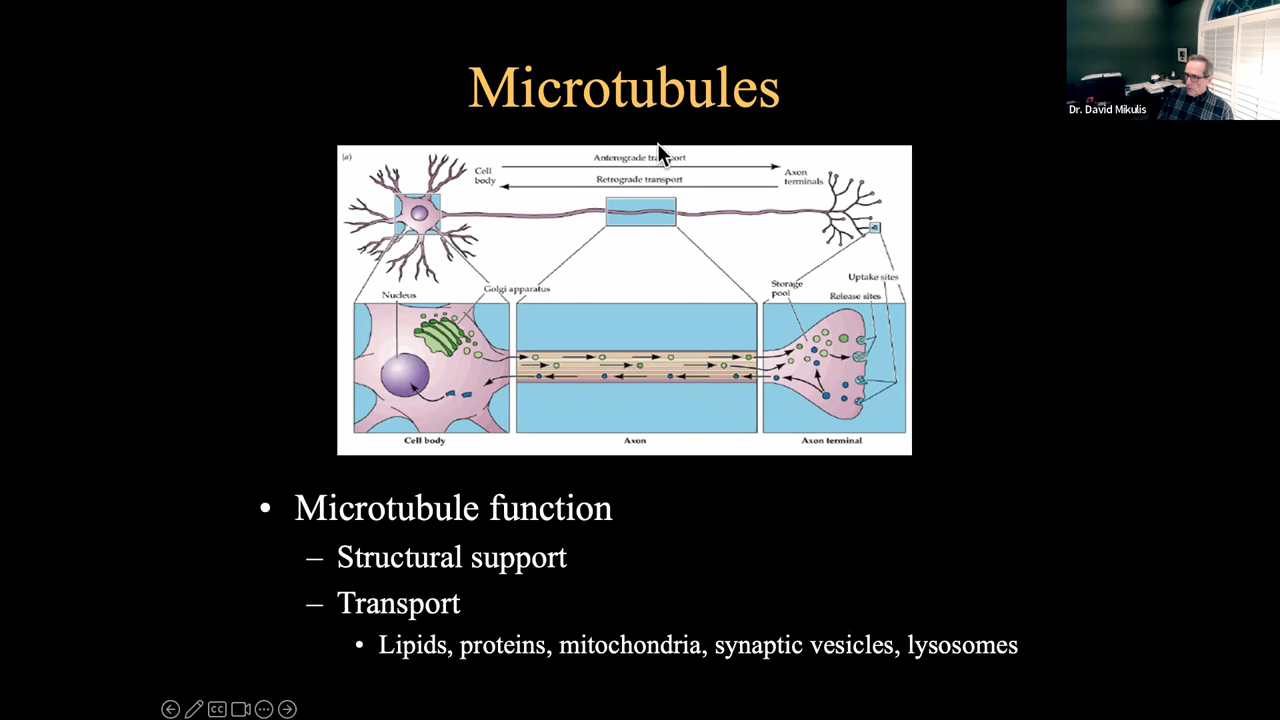 Microtubules
Dr. David Mikulis
(a)
Anterograde transport
Cell
body
Axon
terminals
Retrograde transport
Uptake sites
Nucleus
Golgi apparatus
Storage
pool
Release sites
Cell body
Axon
Axon terminal
• Microtubule function
– Structural support
– Transport
• Lipids, proteins, mitochondria, synaptic vesicles, lysosomes
CC